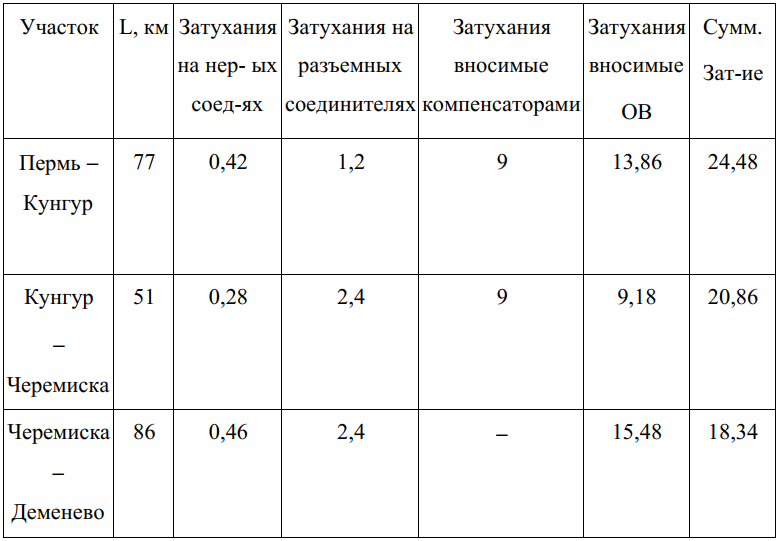 Участок
L, км
Затухания
на нер- ых
соед-ях
Затухания на
разъемных
соединителях
Затухания
вносимые
компенсаторами
Затухания
вносимые
ОВ
Сумм.
Зат-ие
Пермь –
Кунгур
77
0,42
1,2
9
13,86
24,48
Кунгур
–
Черемиска
51
0,28
2,4
9
9,18
20,86
Черемиска
–
Деменево
86
0,46
2,4
–
15,48
18,34